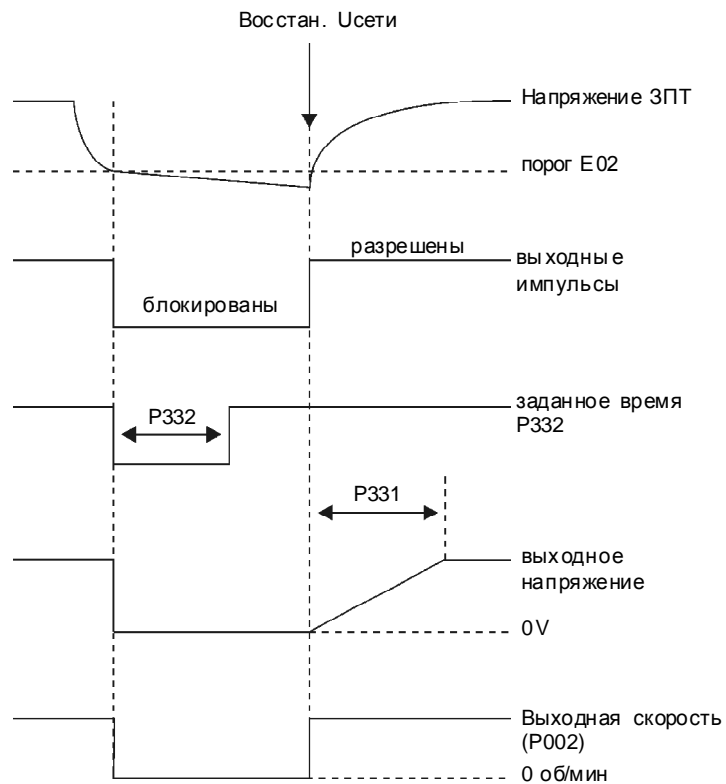 Восстан. Uсети
Напряжение ЗПТ
порог E02
разрешены
выходные
импульсы
блокированы
заданное время
P332
P332
P331
выходное
напряжение
0V
Выходная скорость
(P002)
0 об/мин